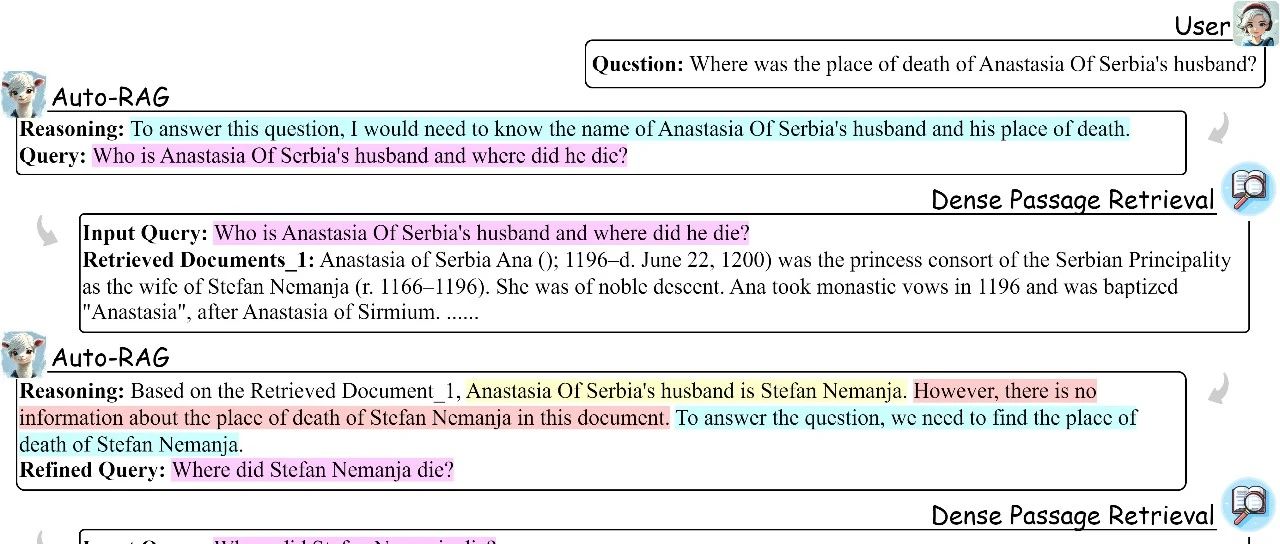 User
Question: Where was the place of death of Anastasia Of Serbia's husband?
Auto-RAG
Reasoning: To answer this question, I would need to know the name of Anastasia Of Serbia's husband and his place of death.
Query: Who is Anastasia Of Serbia's husband and where did he die?
Dense Passage Retrieval
Input Query: Who is Anastasia Of Serbia's husband and where did he die?
Retrieved Documents_1: Anastasia of Serbia Ana (); 1196–d. June 22, 1200) was the princess consort of the Serbian Principality
as the wife of Stefan Nemanja (r. 1166–1196). She was of noble descent. Ana took monastic vows in 1196 and was baptized
"Anastasia", after Anastasia of Sirmium. ......
Auto-RAG
Reasoning: Based on the Retrieved Document_1, Anastasia Of Serbia's husband is Stefan Nemanja. However, there is no
information about the place of death of Stefan Nemanja in this document. To answer the question, we need to find the place of
death of Stefan Nemanja.
Refined Query: Where did Stefan Nemanja die?
Dense Passage Retrieval